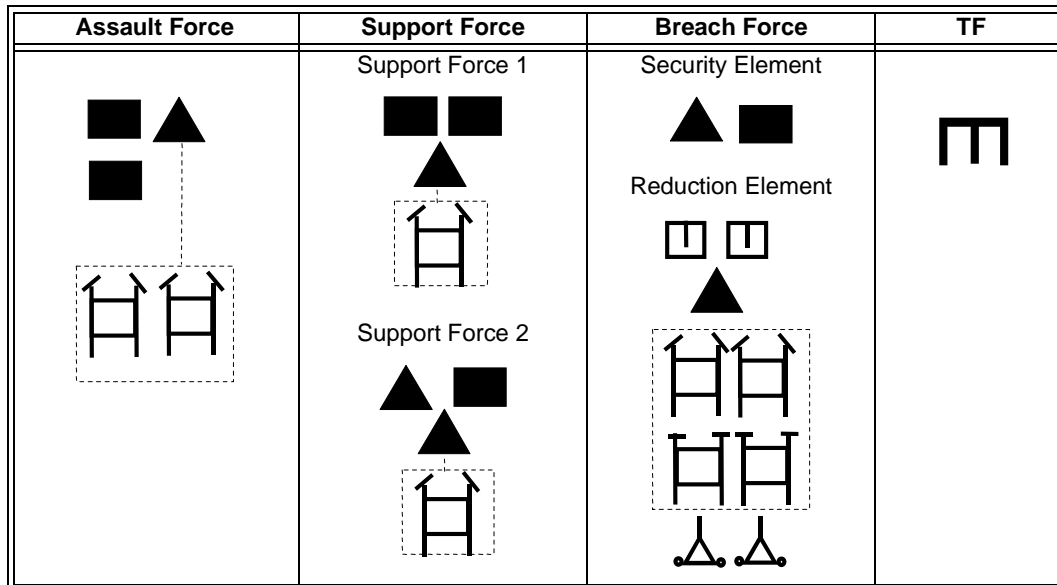 Assault Force
Support Force
Breach Force
TF
Support Force 1
Security Element
Reduction Element
Support Force 2